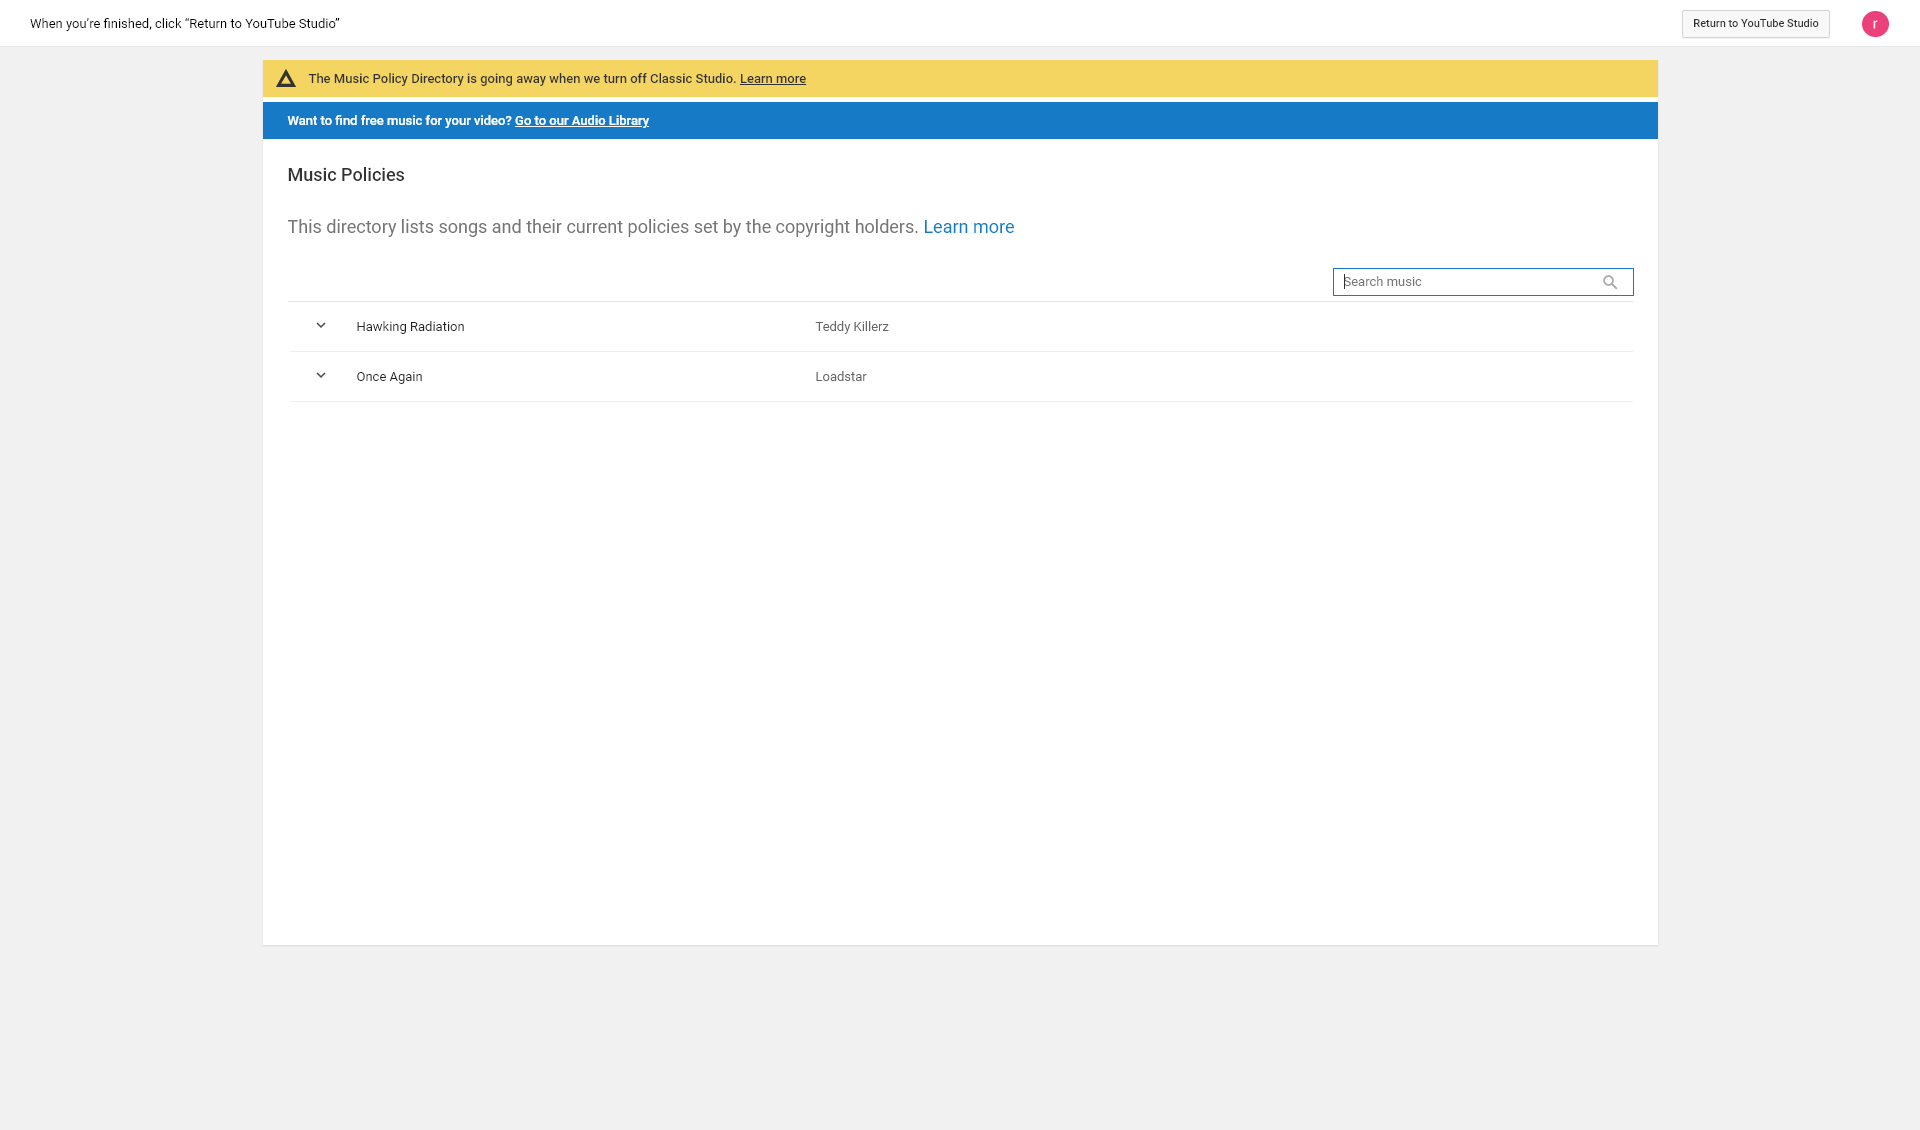 When you're finished, click “Return to YouTube Studio”
Return to YouTube Studio
r
The Music Policy Directory is going away when we turn off Classic Studio. Learn more
Want to find free music for your video? Go to our Audio Library
Music Policies
This directory lists songs and their current policies set by the copyright holders. Learn more
Search music
Hawking Radiation Teddy Killerz
Once Again Loadstar